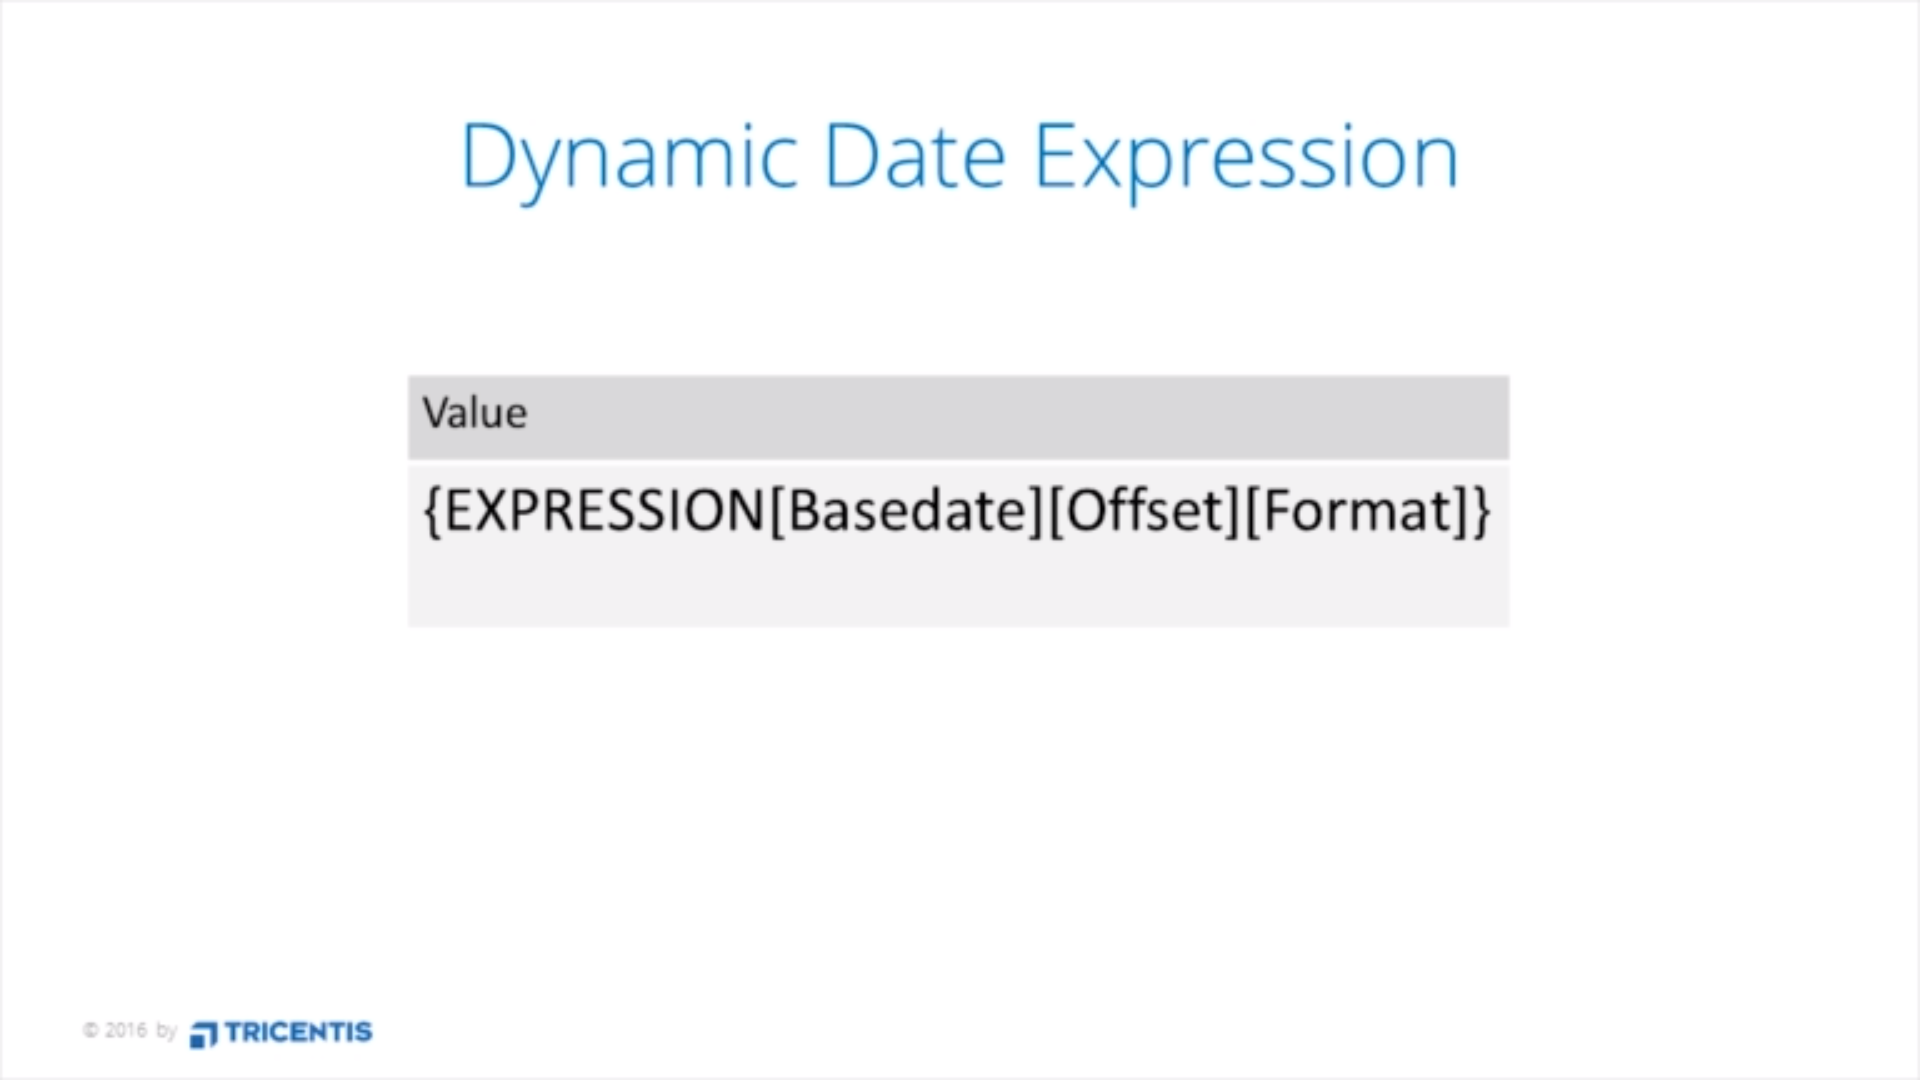 Dynamic Date Expression
Value
{EXPRESSION[Basedate][Offset][Format]}
© 2016 by TRICENTIS